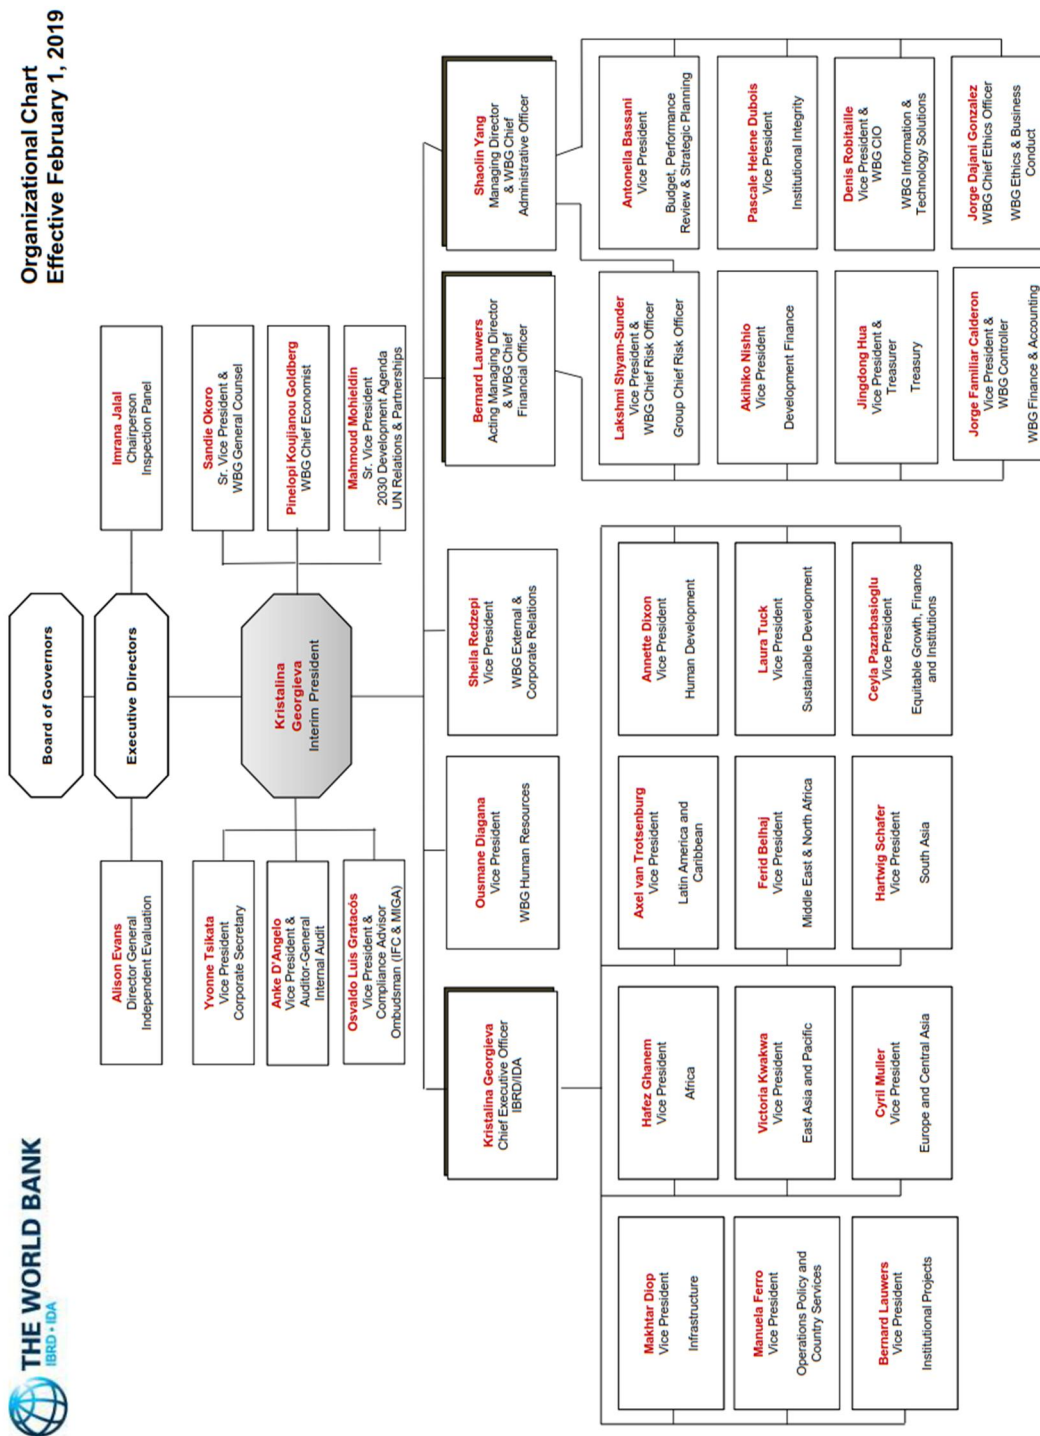 THE WORLD BANK
IBRD • IDA
Organizational Chart
Effective February 1, 2019
Board of Governors
Executive Directors
Alison Evans
Director General
Independent Evaluation
Imrana Jalal
Chairperson
Inspection Panel
Kristalina
Georgieva
Interim President
Yvonne Tsikata
Vice President
Corporate Secretary
Anke D'Angelo
Vice President &
Auditor-General
Internal Audit
Osvaldo Luis Gratacós
Vice President &
Compliance Advisor
Ombudsman (IFC & MIGA)
Sandie Okoro
Sr. Vice President &
WBG General Counsel
Pinelopi Koujianou Goldberg
WBG Chief Economist
Mahmoud Mohieldin
Sr. Vice President
2030 Development Agenda
UN Relations & Partnerships
Kristalina Georgieva
Chief Executive Officer
IBRD/IDA
Ousmane Diagana
Vice President
WBG Human Resources
Sheila Redzepi
Vice President
WBG External &
Corporate Relations
Bernard Lauwers
Acting Managing Director
& WBG Chief
Financial Officer
Shaolin Yang
Managing Director
& WBG Chief
Administrative Officer
Makhtar Diop
Vice President
Infrastructure
Hafez Ghanem
Vice President
Africa
Axel van Trotsenburg
Vice President
Latin America and
Caribbean
Annette Dixon
Vice President
Human Development
Lakshmi Shyam-Sunder
Vice President &
WBG Chief Risk Officer
Group Chief Risk Officer
Antonella Bassani
Vice President
Budget, Performance
Review & Strategic Planning
Manuela Ferro
Vice President
Operations Policy and
Country Services
Victoria Kwakwa
Vice President
East Asia and Pacific
Ferid Belhaj
Vice President
Middle East & North Africa
Laura Tuck
Vice President
Sustainable Development
Akihiko Nishio
Vice President
Development Finance
Pascale Helene Dubois
Vice President
Institutional Integrity
Bernard Lauwers
Vice President
Institutional Projects
Cyril Muller
Vice President
Europe and Central Asia
Hartwig Schafer
Vice President
South Asia
Ceyla Pazarbasioglu
Vice President
Equitable Growth, Finance
and Institutions
Jingdong Hua
Vice President &
Treasurer
Treasury
Denis Robitaille
Vice President &
WBG CIO
WBG Information &
Technology Solutions
Jorge Familiar Calderon
Vice President &
WBG Controller
WBG Finance & Accounting
Jorge Dajani Gonzalez
WBG Chief Ethics Officer
WBG Ethics & Business
Conduct